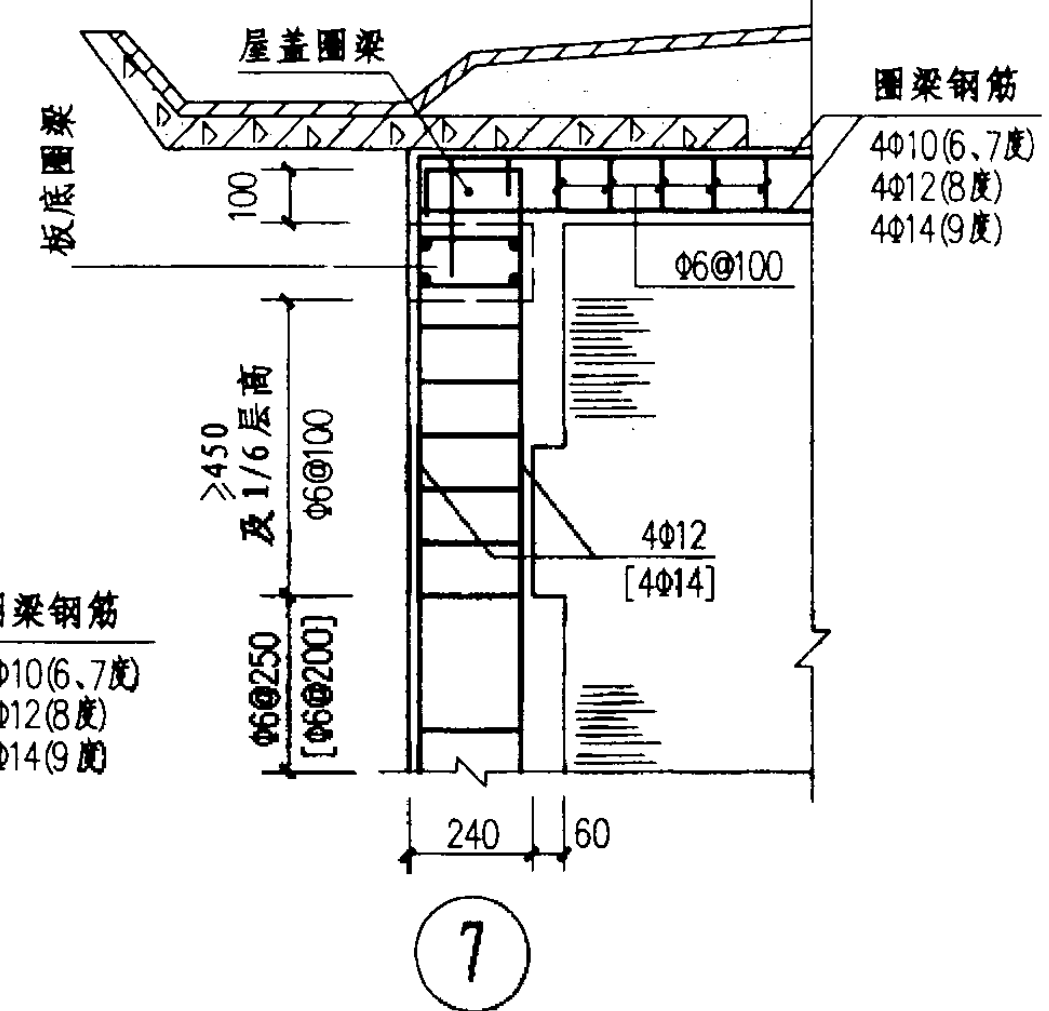 屋盖圈梁
板底圈梁
圈梁钢筋
4Φ10(6、7度)
4Φ12(8度)
4Φ14(9度)
100
Φ6@100
≥450
及1/6层高
Φ6@100
4Φ12
[4Φ14]
梁钢筋
Φ10(6、7度)
Φ12(8度)
Φ14(9度)
Φ6@250
[Φ6@200]
240
60
7